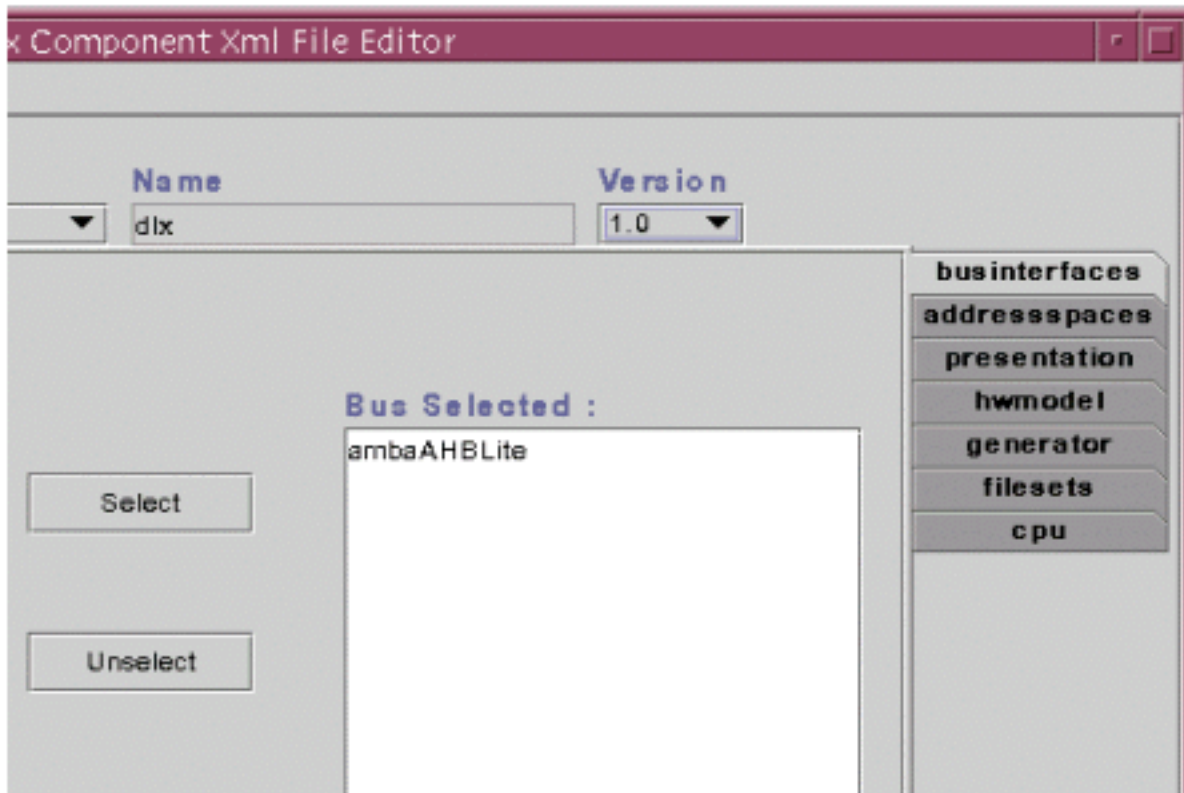 x Component Xml File Editor
Name Version
dlx 1.0
businterfaces
addressspaces
presentation
hwmodel
generator
filesets
cpu
Bus Selected :
ambaAHBLite
Select
Unselect